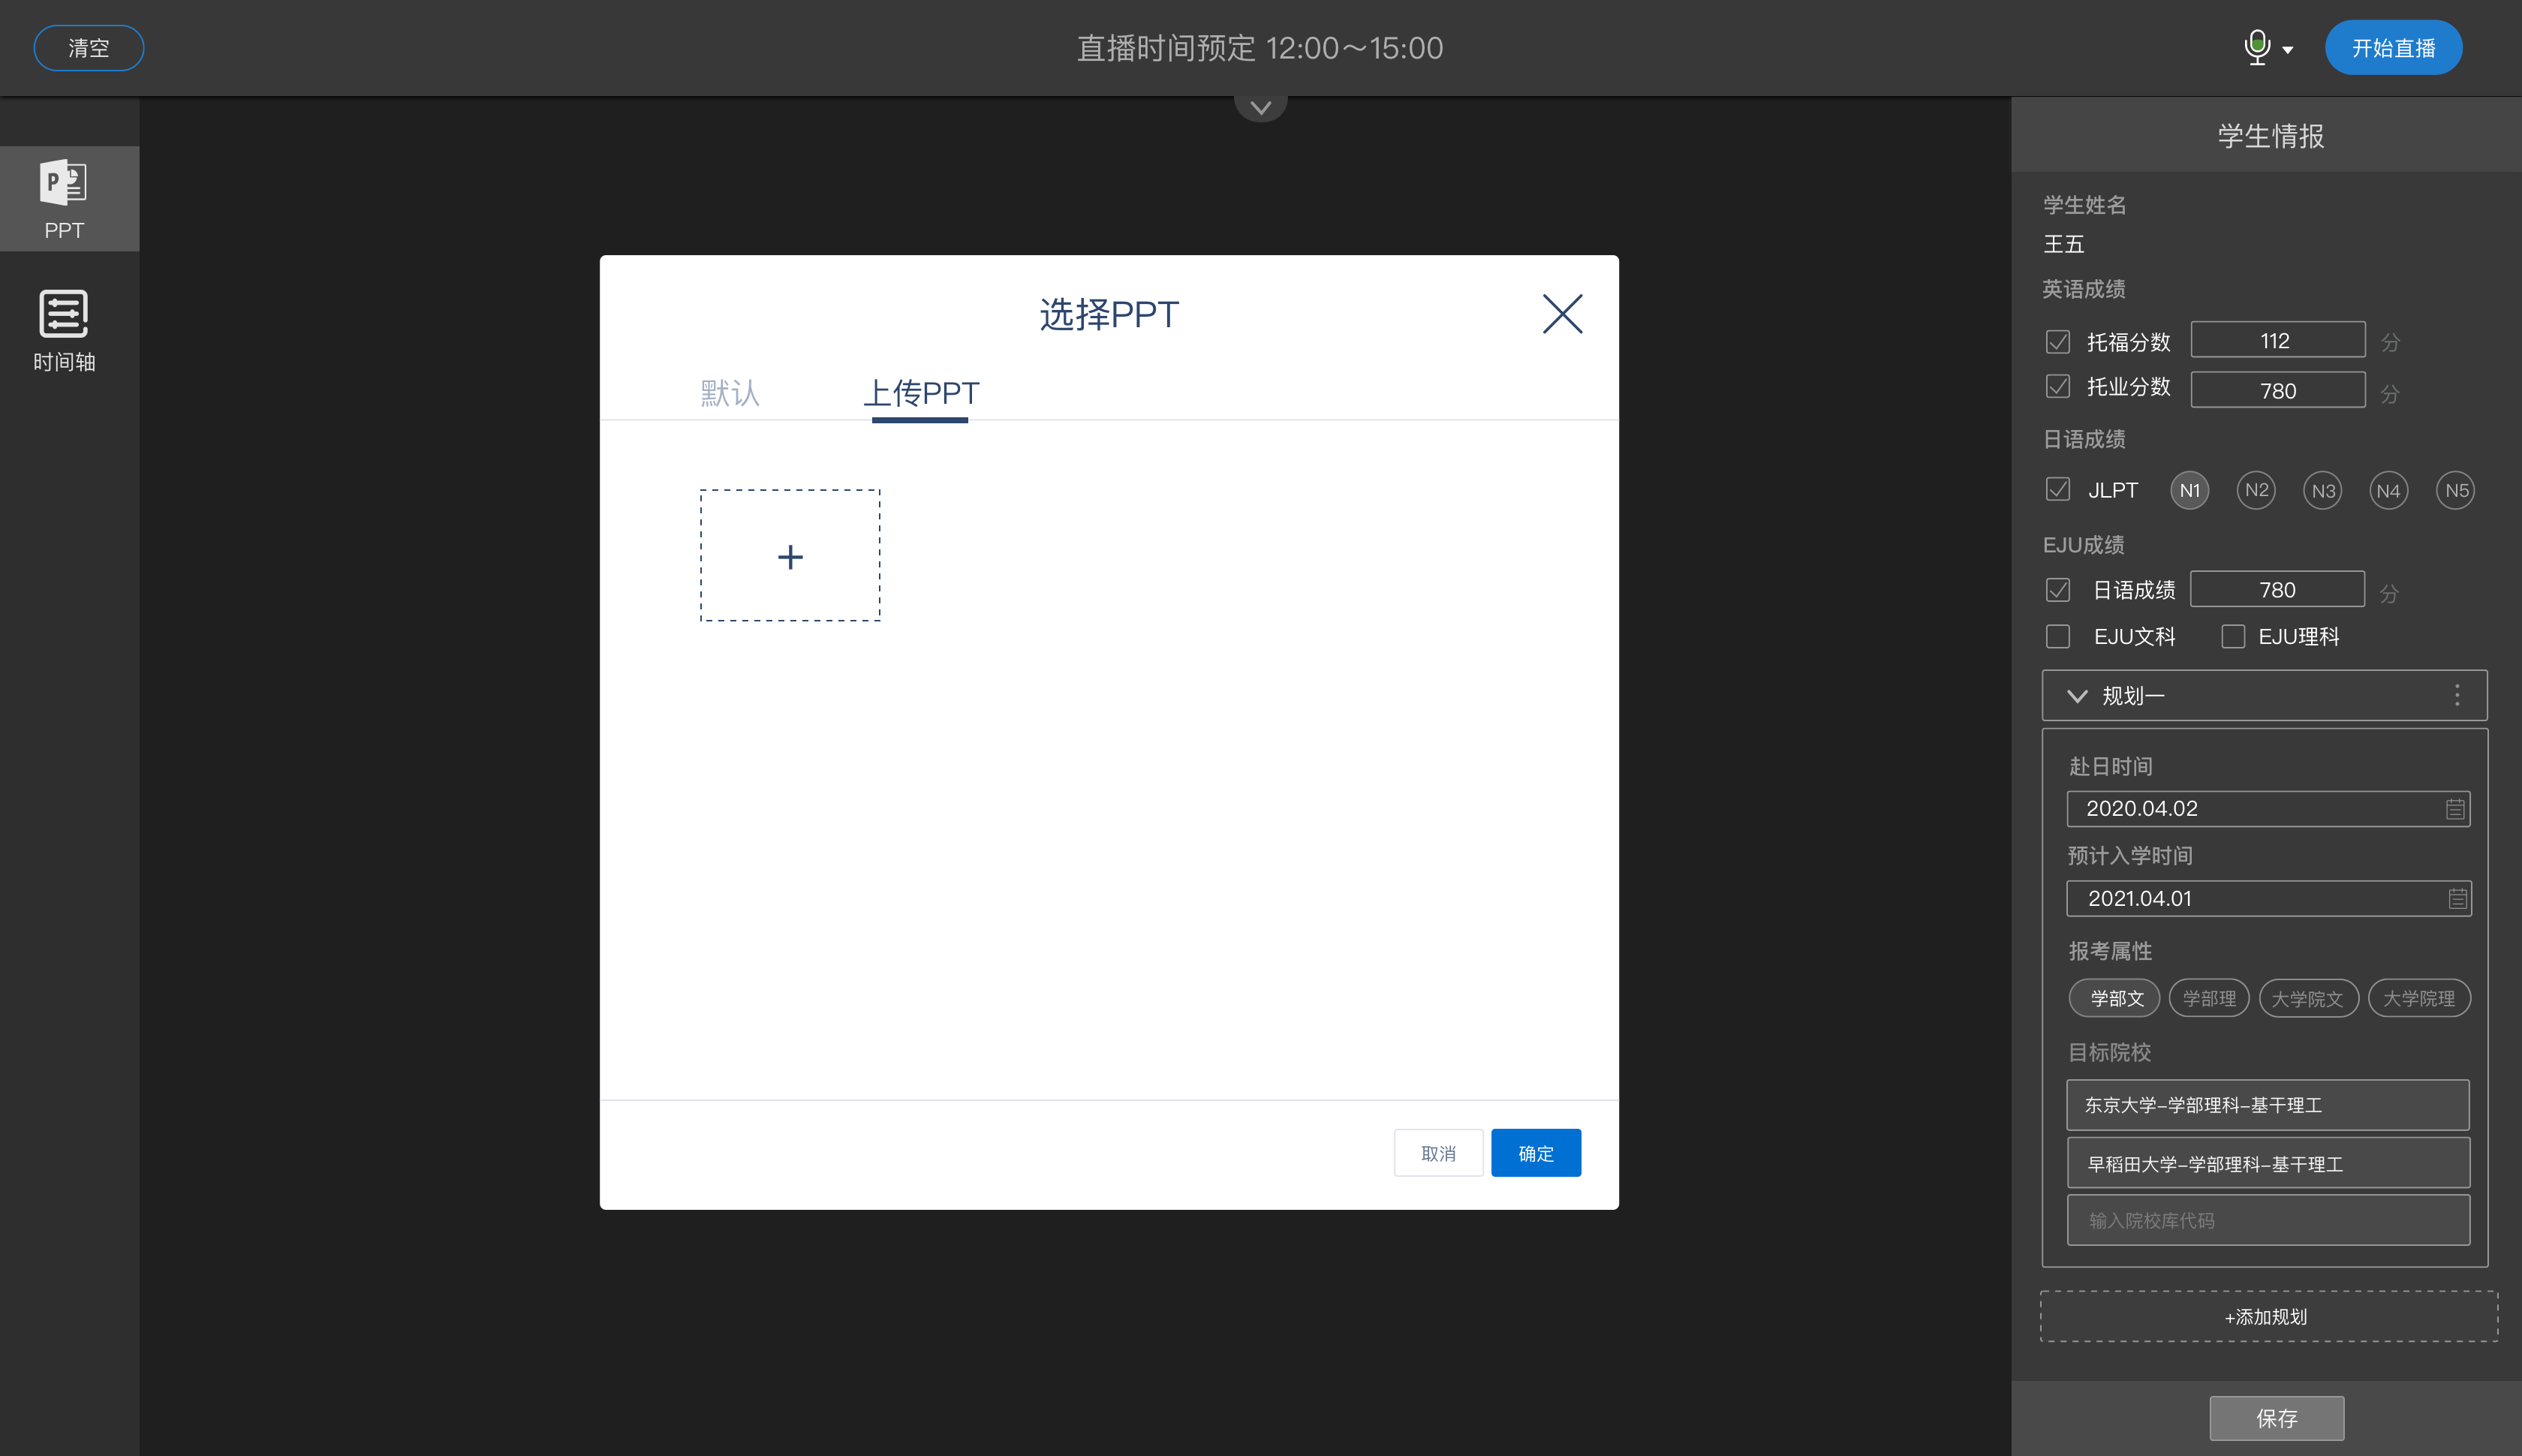 清空
直播时间预定 12:00～15:00
开始直播
PPT
时间轴
选择PPT
默认
上传PPT
+
取消
确定
学生情报
学生姓名
王五
英语成绩
托福分数 112 分
托业分数 780 分
日语成绩
JLPT N1 N2 N3 N4 N5
EJU成绩
日语成绩 780 分
EJU文科 EJU理科
规划一
赴日时间
2020.04.02
预计入学时间
2021.04.01
报考属性
学部文 学部理 大学院文 大学院理
目标院校
东京大学–学部理科–基干理工
早稻田大学–学部理科–基干理工
输入院校库代码
+添加规划
保存